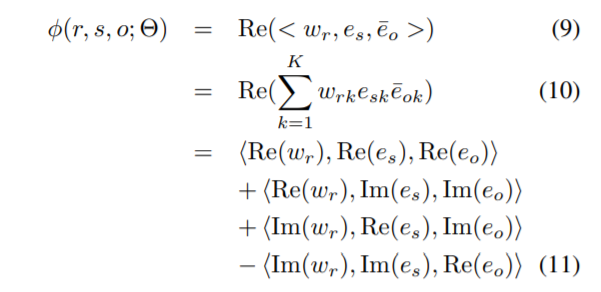 ϕ(r, s, o; Θ) = Re(< w_r, e_s, ē_o >) (9)
= Re(∑_{k=1}^{K} w_{rk} e_{sk} ē_{ok}) (10)
= ⟨Re(w_r), Re(e_s), Re(e_o)⟩
+ ⟨Re(w_r), Im(e_s), Im(e_o)⟩
+ ⟨Im(w_r), Re(e_s), Im(e_o)⟩
− ⟨Im(w_r), Im(e_s), Re(e_o)⟩ (11)